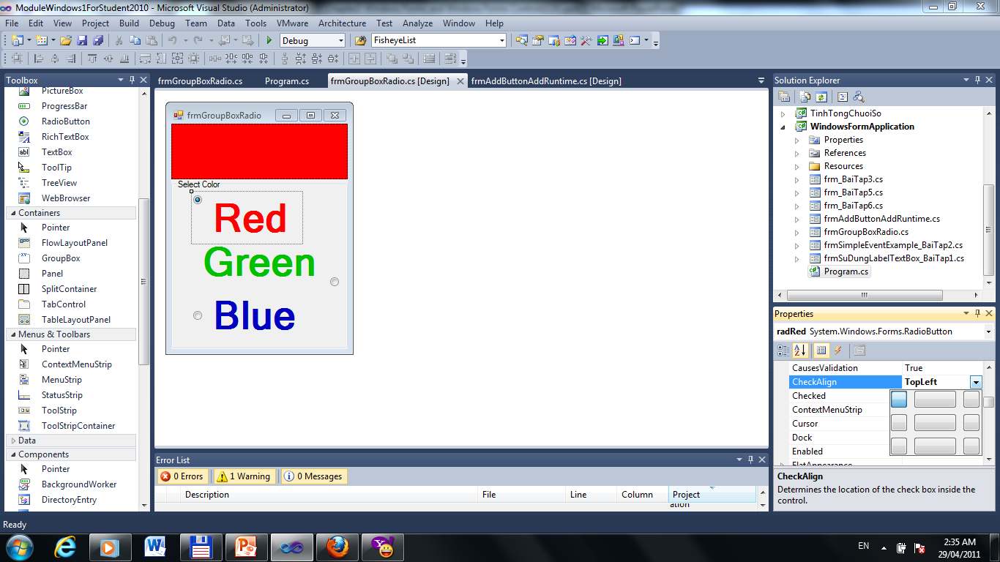 ModuleWindows1ForStudent2010 - Microsoft Visual Studio (Administrator)
File Edit View Project Build Debug Team Data Tools VMware Architecture Test Analyze Window Help
Debug FisheyeList
Toolbox
PictureBox
ProgressBar
RadioButton
RichTextBox
TextBox
ToolTip
TreeView
WebBrowser
Containers
Pointer
FlowLayoutPanel
GroupBox
Panel
SplitContainer
TabControl
TableLayoutPanel
Menus & Toolbars
Pointer
ContextMenuStrip
MenuStrip
StatusStrip
ToolStrip
ToolStripContainer
Data
Components
Pointer
BackgroundWorker
DirectoryEntry
frmGroupBoxRadio.cs Program.cs frmGroupBoxRadio.cs [Design] frmAddButtonAddRuntime.cs [Design]
frmGroupBoxRadio
Select Color
Red
Green
Blue
Error List
0 Errors 1 Warning 0 Messages
Description File Line Column Project
ation
Solution Explorer
TinhTongChuoiSo
WindowsFormApplication
Properties
References
Resources
frm_BaiTap3.cs
frm_BaiTap5.cs
frm_BaiTap6.cs
frmAddButtonAddRuntime.cs
frmGroupBoxRadio.cs
frmSimpleEventExample_BaiTap2.cs
frmSuDungLabelTextBox_BaiTap1.cs
Program.cs
Properties
radRed System.Windows.Forms.RadioButton
CausesValidation True
CheckAlign TopLeft
Checked
ContextMenuStrip
Cursor
Dock
Enabled
FlatAppearance
CheckAlign
Determines the location of the check box inside the
control.
Ready
EN
2:35 AM
29/04/2011